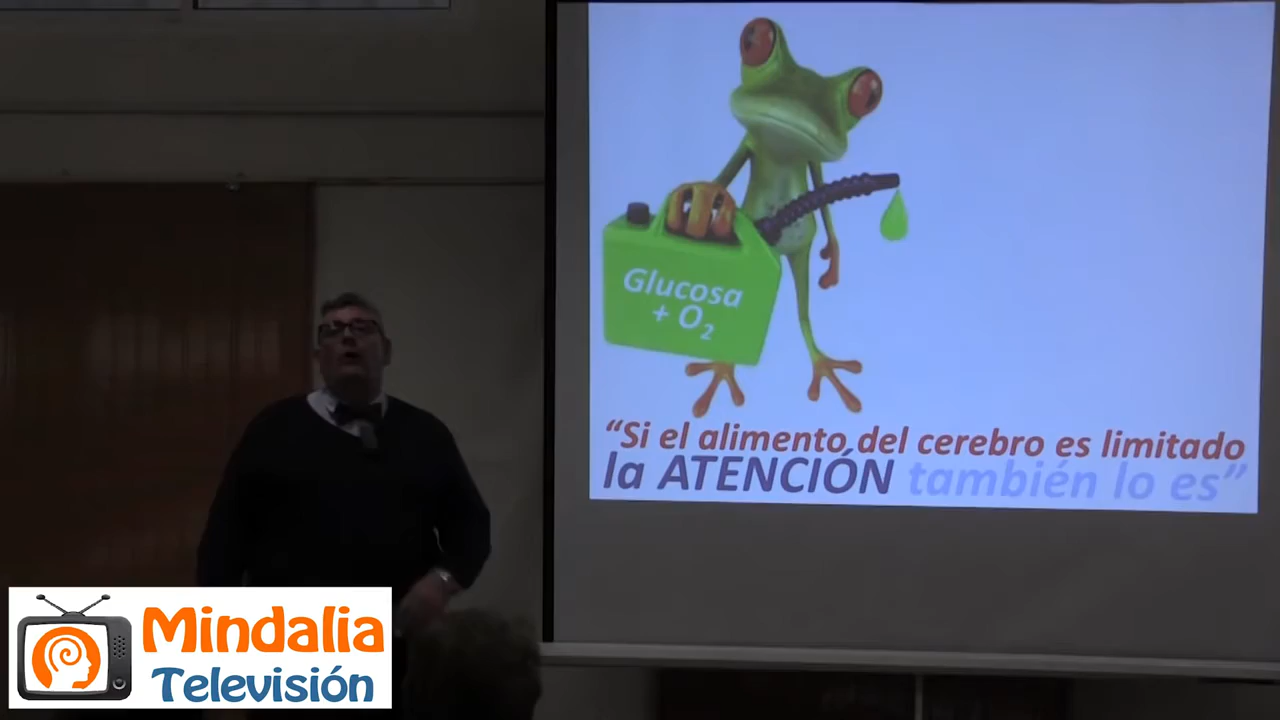 Glucosa
+ O₂
“Si el alimento del cerebro es limitado
la ATENCIÓN también lo es”
Mindalia
Televisión